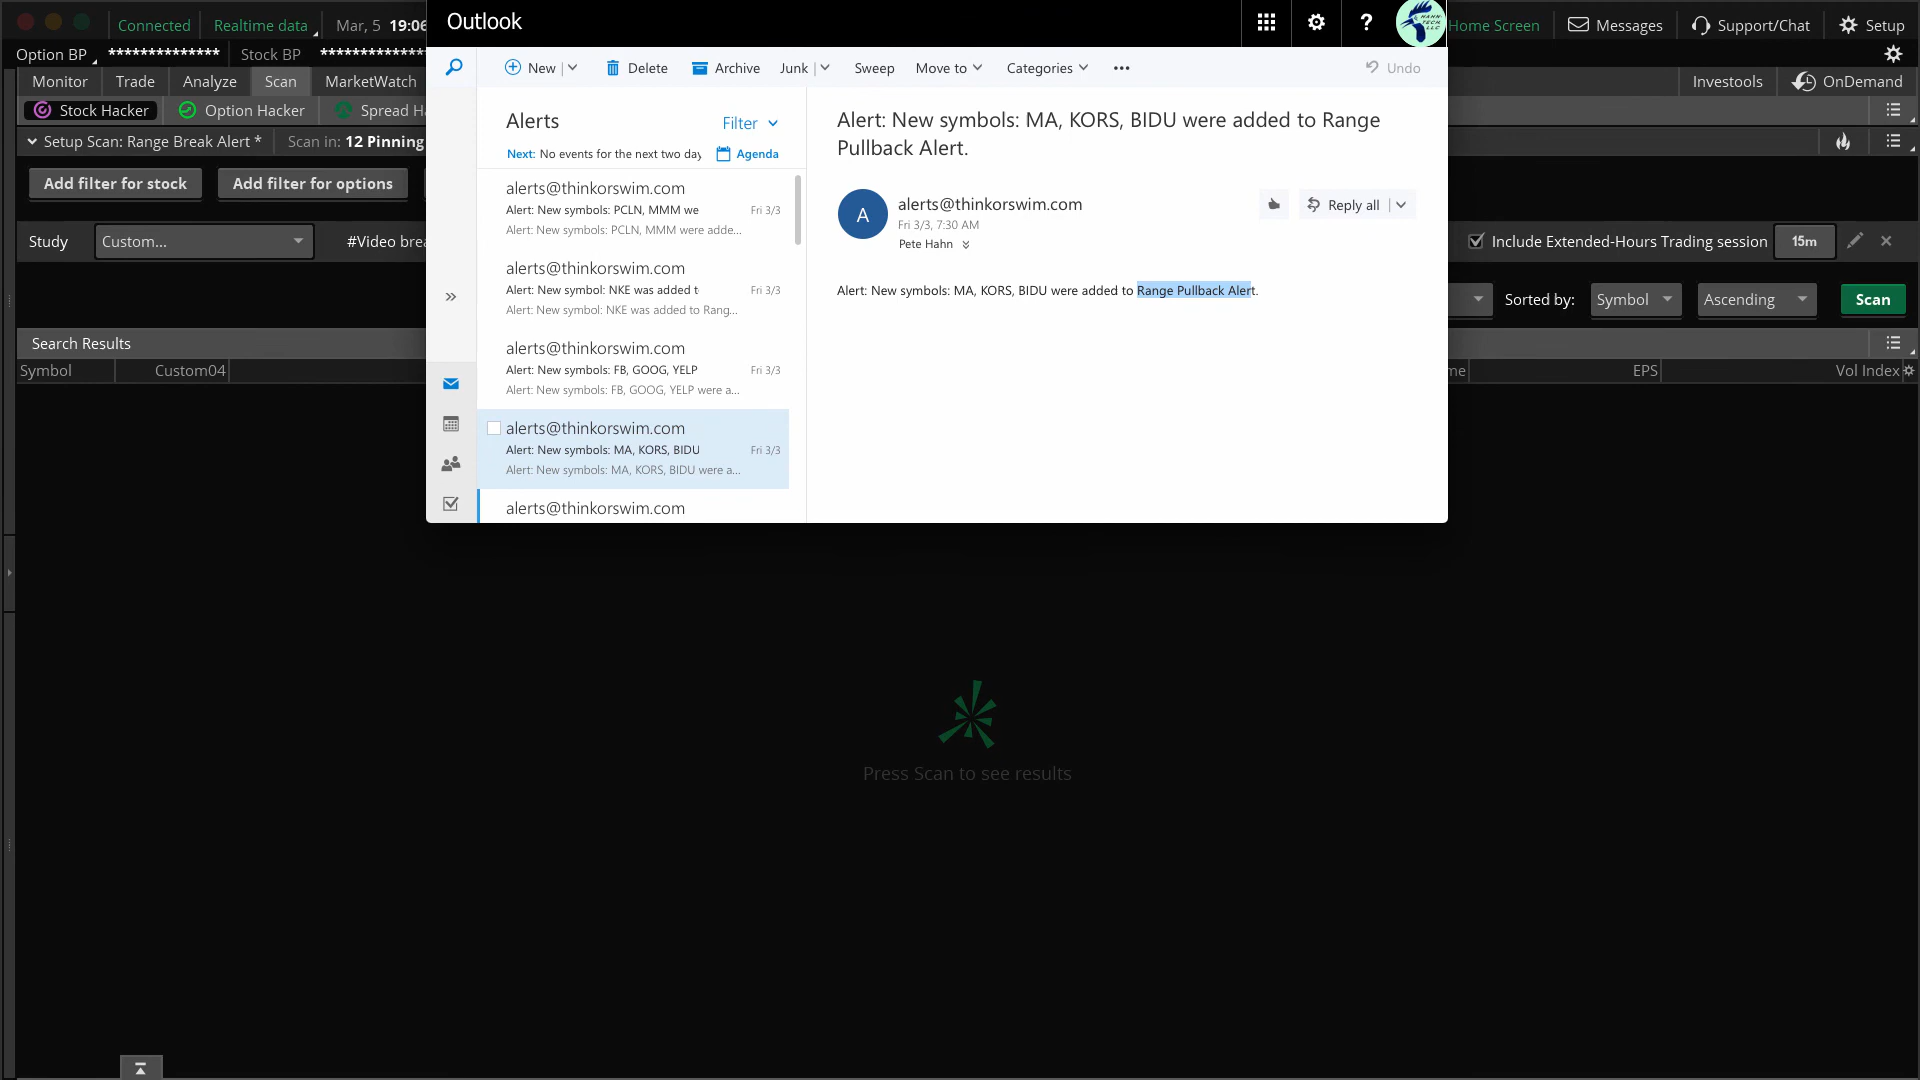 Connected
Realtime data
Mar, 5 19:06
Outlook
?
HAHN-TECH, LLC
Home Screen
Messages
Support/Chat
Setup
Option BP
**************
Stock BP
Monitor
Trade
Analyze
Scan
MarketWatch
Investools
OnDemand
New
Delete
Archive
Junk
Sweep
Move to
Categories
Undo
Stock Hacker
Option Hacker
Spread Ha
Setup Scan: Range Break Alert *
Scan in: 12 Pinning
Add filter for stock
Add filter for options
Study
Custom...
#Video brea
Include Extended-Hours Trading session
15m
Sorted by:
Symbol
Ascending
Scan
Search Results
Symbol
Custom04
me
EPS
Vol Index
Alerts
Filter
Next: No events for the next two day
Agenda
alerts@thinkorswim.com
Alert: New symbols: PCLN, MMM we
Fri 3/3
Alert: New symbols: PCLN, MMM were adde...
alerts@thinkorswim.com
Alert: New symbol: NKE was added t
Fri 3/3
Alert: New symbol: NKE was added to Rang...
alerts@thinkorswim.com
Alert: New symbols: FB, GOOG, YELP
Fri 3/3
Alert: New symbols: FB, GOOG, YELP were a...
alerts@thinkorswim.com
Alert: New symbols: MA, KORS, BIDU
Fri 3/3
Alert: New symbols: MA, KORS, BIDU were a...
alerts@thinkorswim.com
Alert: New symbols: MA, KORS, BIDU were added to Range
Pullback Alert.
A
alerts@thinkorswim.com
Fri 3/3, 7:30 AM
Pete Hahn
Reply all
Alert: New symbols: MA, KORS, BIDU were added to Range Pullback Alert.
Press Scan to see results